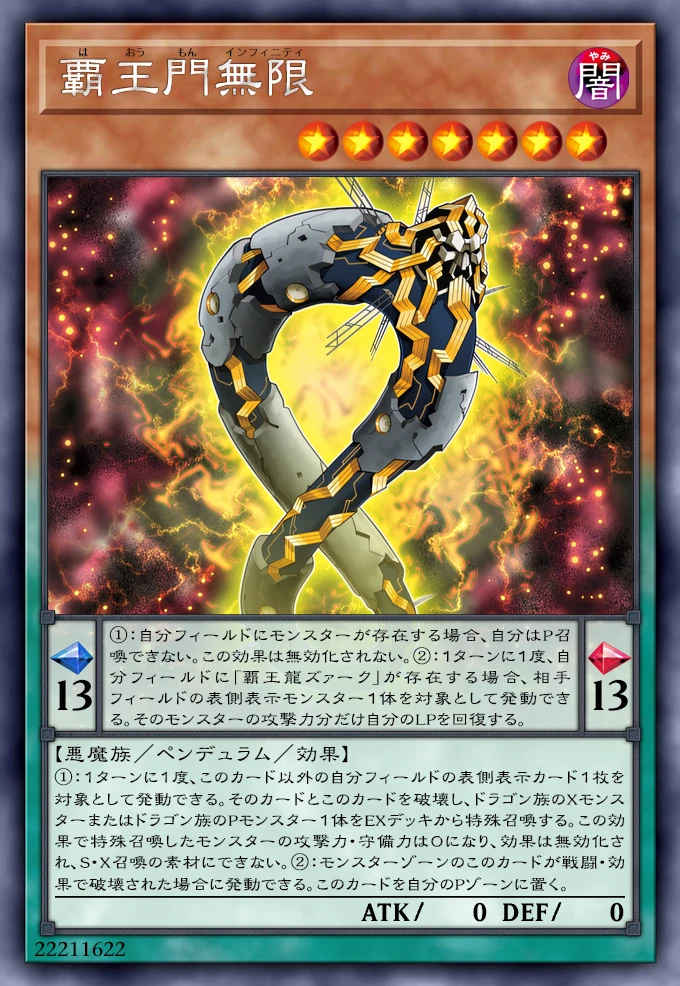 は おう もん インフィニティ
覇王門無限
やみ
闇
①：自分フィールドにモンスターが存在する場合、自分はP召
喚できない。この効果は無効化されない。②：1ターンに1度、自
分フィールドに「覇王龍ズァーク」が存在する場合、相手
フィールドの表側表示モンスター1体を対象として発動でき
る。そのモンスターの攻撃力分だけ自分のLPを回復する。
13
13
【悪魔族／ペンデュラム／効果】
①：1ターンに1度、このカード以外の自分フィールドの表側表示カード1枚を
対象として発動できる。そのカードとこのカードを破壊し、ドラゴン族のXモンス
ターまたはドラゴン族のPモンスター1体をEXデッキから特殊召喚する。この効
果で特殊召喚したモンスターの攻撃力・守備力は0になり、効果は無効化さ
れ、S・X召喚の素材にできない。②：モンスターゾーンのこのカードが戦闘・効
果で破壊された場合に発動できる。このカードを自分のPゾーンに置く。
ATK/ 0 DEF/ 0
22211622